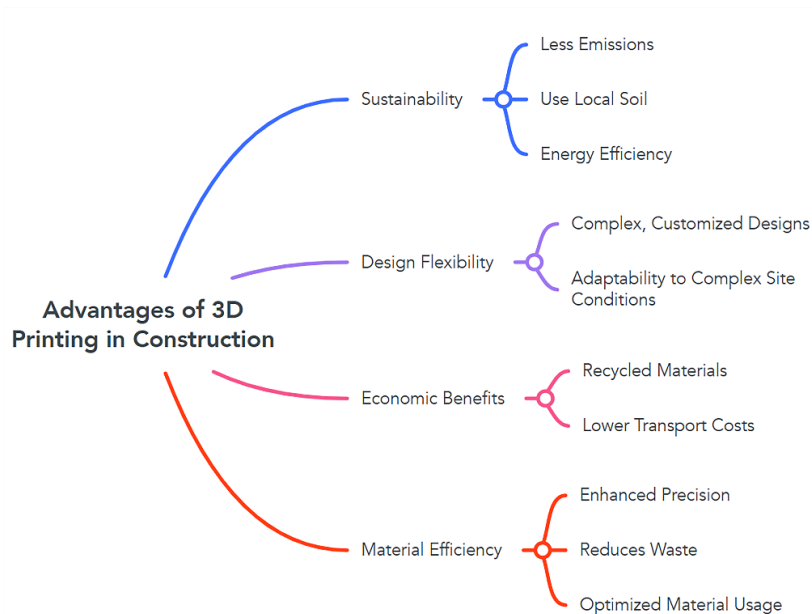 Advantages of 3D
Printing in Construction
Sustainability
Less Emissions
Use Local Soil
Energy Efficiency
Design Flexibility
Complex, Customized Designs
Adaptability to Complex Site
Conditions
Economic Benefits
Recycled Materials
Lower Transport Costs
Material Efficiency
Enhanced Precision
Reduces Waste
Optimized Material Usage